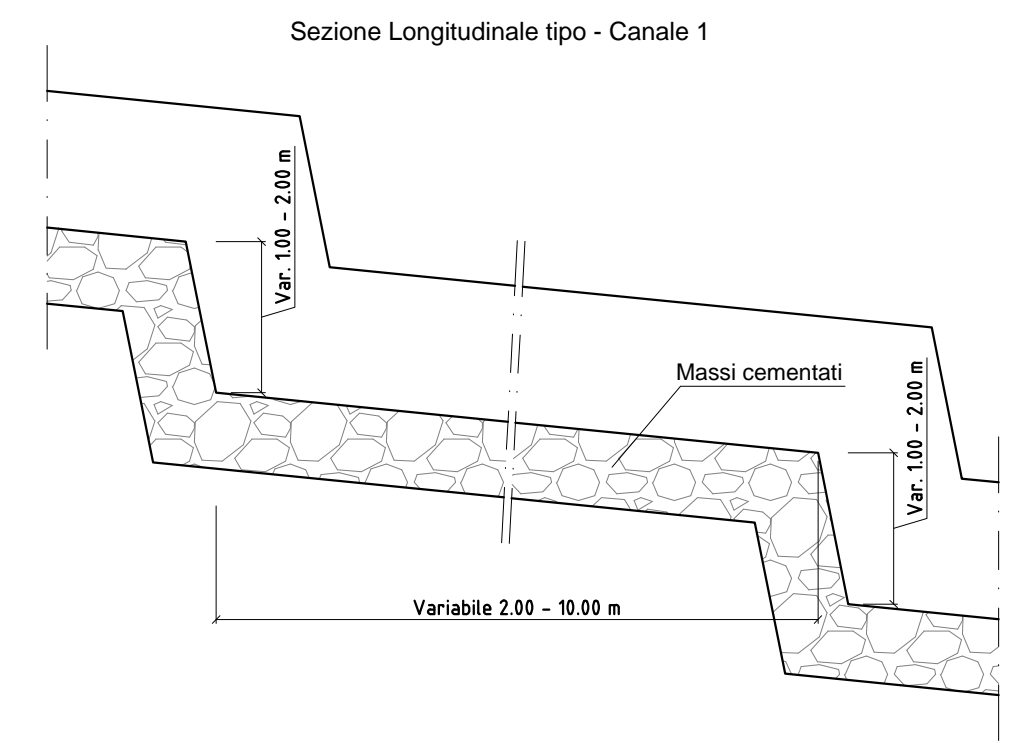 Sezione Longitudinale tipo - Canale 1
Var. 1.00 - 2.00 m
Massi cementati
Var. 1.00 - 2.00 m
Variabile 2.00 - 10.00 m